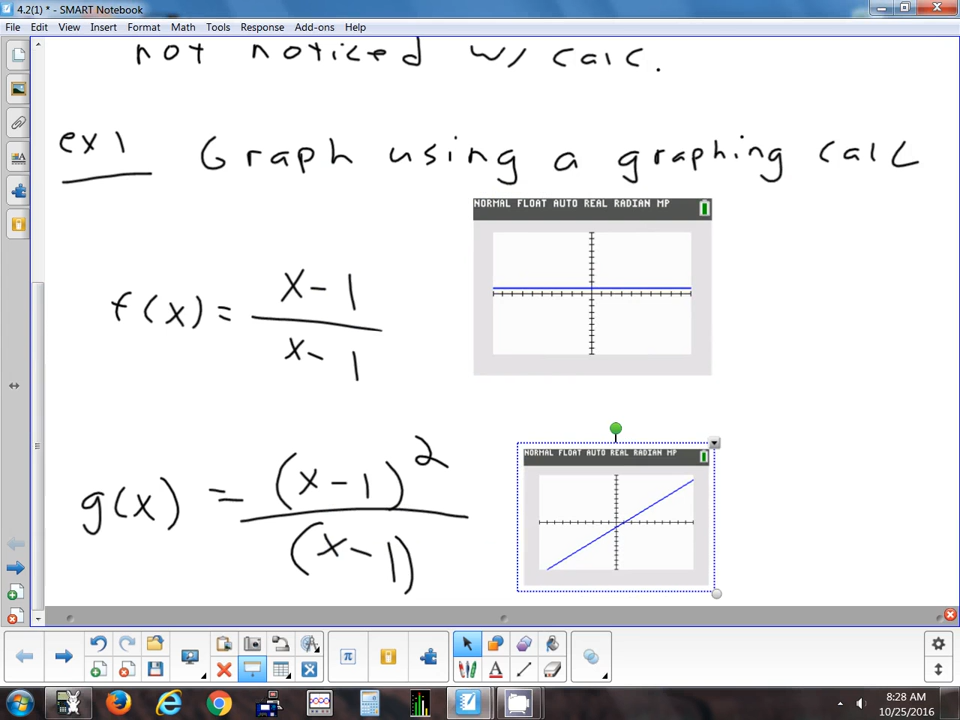 4.2(1) * - SMART Notebook
File Edit View Insert Format Math Tools Response Add-ons Help
not noticed w/ calc.
ex 1 Graph using a graphing calc
NORMAL FLOAT AUTO REAL RADIAN MP
f(x) = x-1
x-1
NORMAL FLOAT AUTO REAL RADIAN MP
g(x) = (x-1)²
(x-1)
8:28 AM
10/25/2016